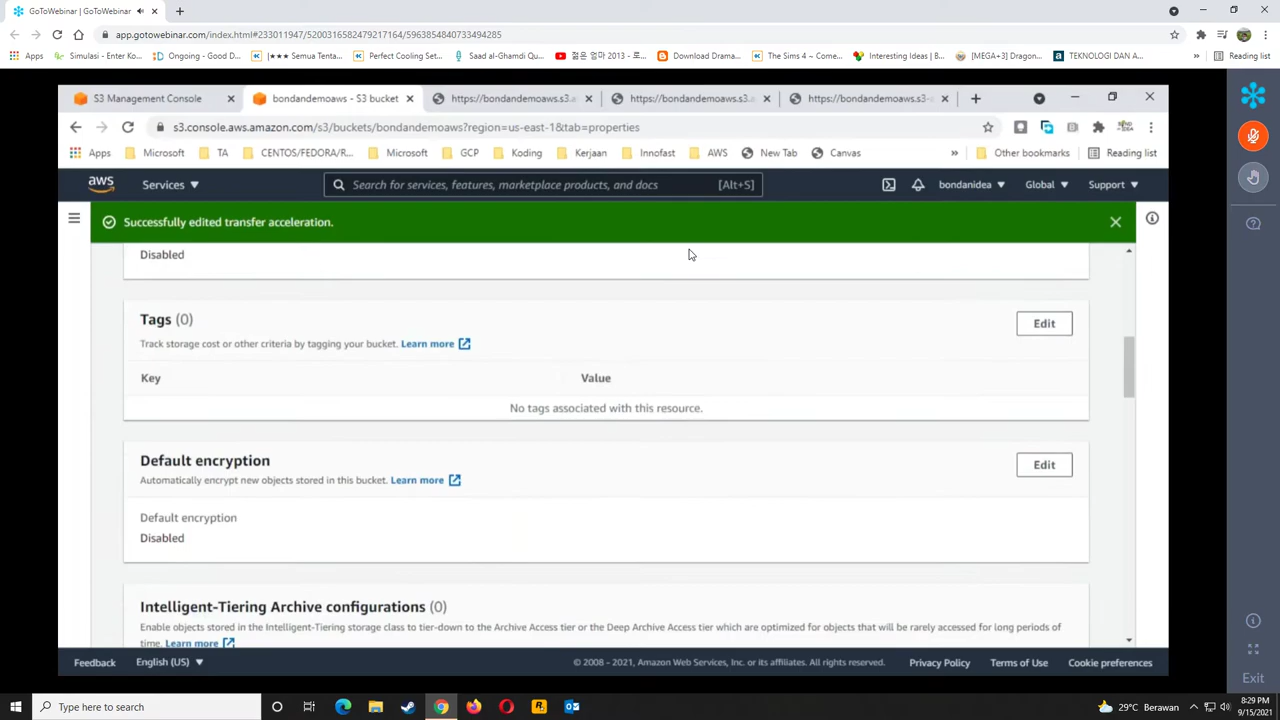 GoToWebinar | GoToWebinar
app.gotowebinar.com/index.html#233011947/5200316582479217164/5963854840733494285
Apps
Simulasi - Enter Ko...
Ongoing - Good D...
|★★★ Semua Tenta...
Perfect Cooling Set...
Saad al-Ghamdi Qu...
젊은 엄마 2013 - 로...
Download Drama...
The Sims 4 ~ Come...
Interesting Ideas | B...
[MEGA+3] Dragon...
TEKNOLOGI DAN A...
»
Reading list
S3 Management Console
bondandemoaws - S3 bucket
https://bondandemoaws.s3.a
https://bondandemoaws.s3.a
https://bondandemoaws.s3-
s3.console.aws.amazon.com/s3/buckets/bondandemoaws?region=us-east-1&tab=properties
Apps
Microsoft
TA
CENTOS/FEDORA/R...
Microsoft
GCP
Koding
Kerjaan
Innofast
AWS
New Tab
Canvas
»
Other bookmarks
Reading list
aws
Services ▼
Search for services, features, marketplace products, and docs
[Alt+S]
bondanidea ▼
Global ▼
Support ▼
Successfully edited transfer acceleration.
Disabled
Tags (0)
Edit
Track storage cost or other criteria by tagging your bucket. Learn more
Key
Value
No tags associated with this resource.
Default encryption
Edit
Automatically encrypt new objects stored in this bucket. Learn more
Default encryption
Disabled
Intelligent-Tiering Archive configurations (0)
Enable objects stored in the Intelligent-Tiering storage class to tier-down to the Archive Access tier or the Deep Archive Access tier which are optimized for objects that will be rarely accessed for long periods of
time. Learn more
Feedback
English (US) ▼
© 2008 - 2021, Amazon Web Services, Inc. or its affiliates. All rights reserved.
Privacy Policy
Terms of Use
Cookie preferences
Exit
Type here to search
29°C Berawan
8:29 PM
9/15/2021